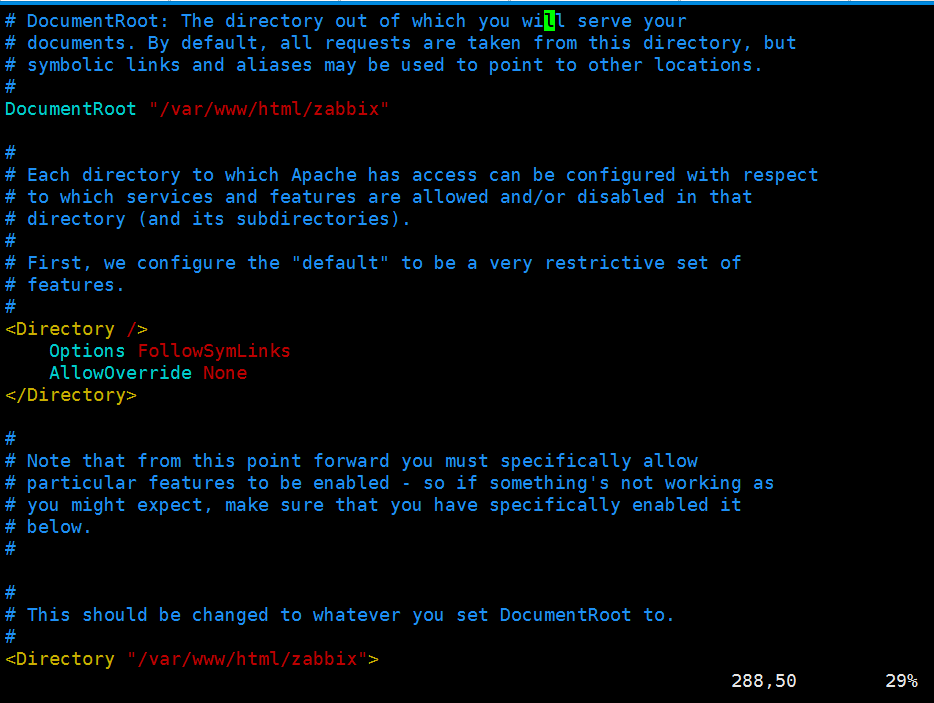 # DocumentRoot: The directory out of which you will serve your
# documents. By default, all requests are taken from this directory, but
# symbolic links and aliases may be used to point to other locations.
#
DocumentRoot "/var/www/html/zabbix"
#
# Each directory to which Apache has access can be configured with respect
# to which services and features are allowed and/or disabled in that
# directory (and its subdirectories).
#
# First, we configure the "default" to be a very restrictive set of
# features.
#
<Directory />
    Options FollowSymLinks
    AllowOverride None
</Directory>
#
# Note that from this point forward you must specifically allow
# particular features to be enabled - so if something's not working as
# you might expect, make sure that you have specifically enabled it
# below.
#
#
# This should be changed to whatever you set DocumentRoot to.
#
<Directory "/var/www/html/zabbix">
288,50 29%